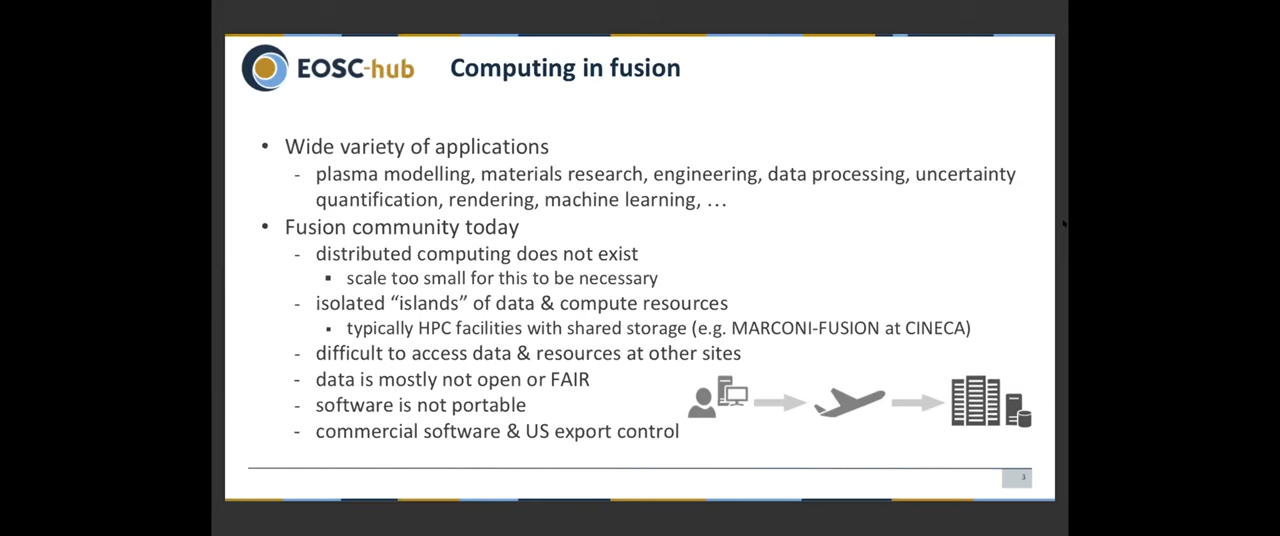 EOSC-hub
Computing in fusion
• Wide variety of applications
- plasma modelling, materials research, engineering, data processing, uncertainty
quantification, rendering, machine learning, …
• Fusion community today
- distributed computing does not exist
▪ scale too small for this to be necessary
- isolated “islands” of data & compute resources
▪ typically HPC facilities with shared storage (e.g. MARCONI-FUSION at CINECA)
- difficult to access data & resources at other sites
- data is mostly not open or FAIR
- software is not portable
- commercial software & US export control
3